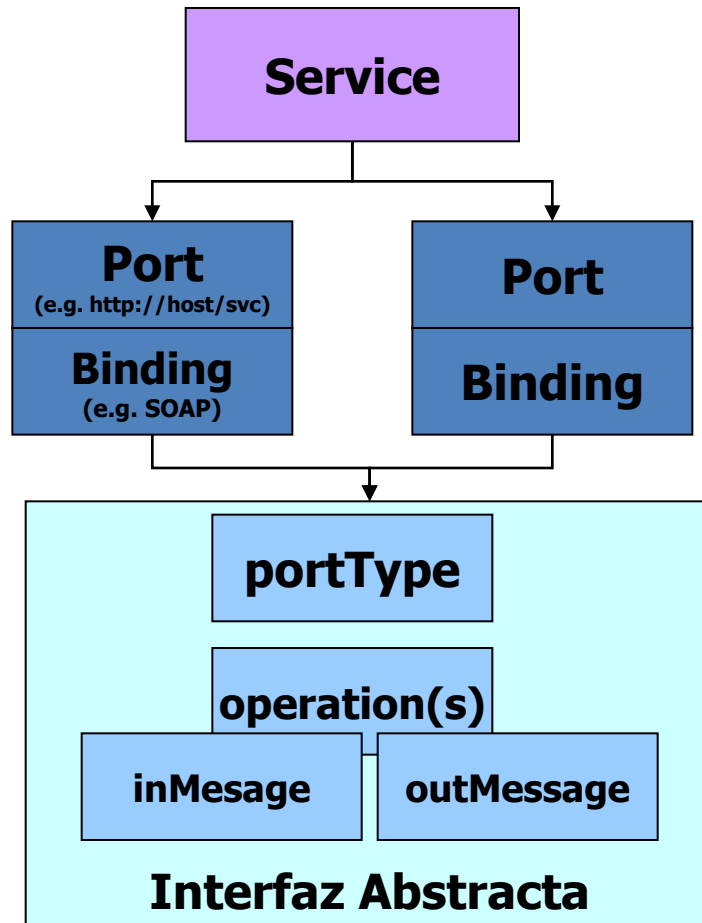 Service
Port
(e.g. http://host/svc)
Binding
(e.g. SOAP)
Port
Binding
portType
operation(s)
inMesage
outMessage
Interfaz Abstracta